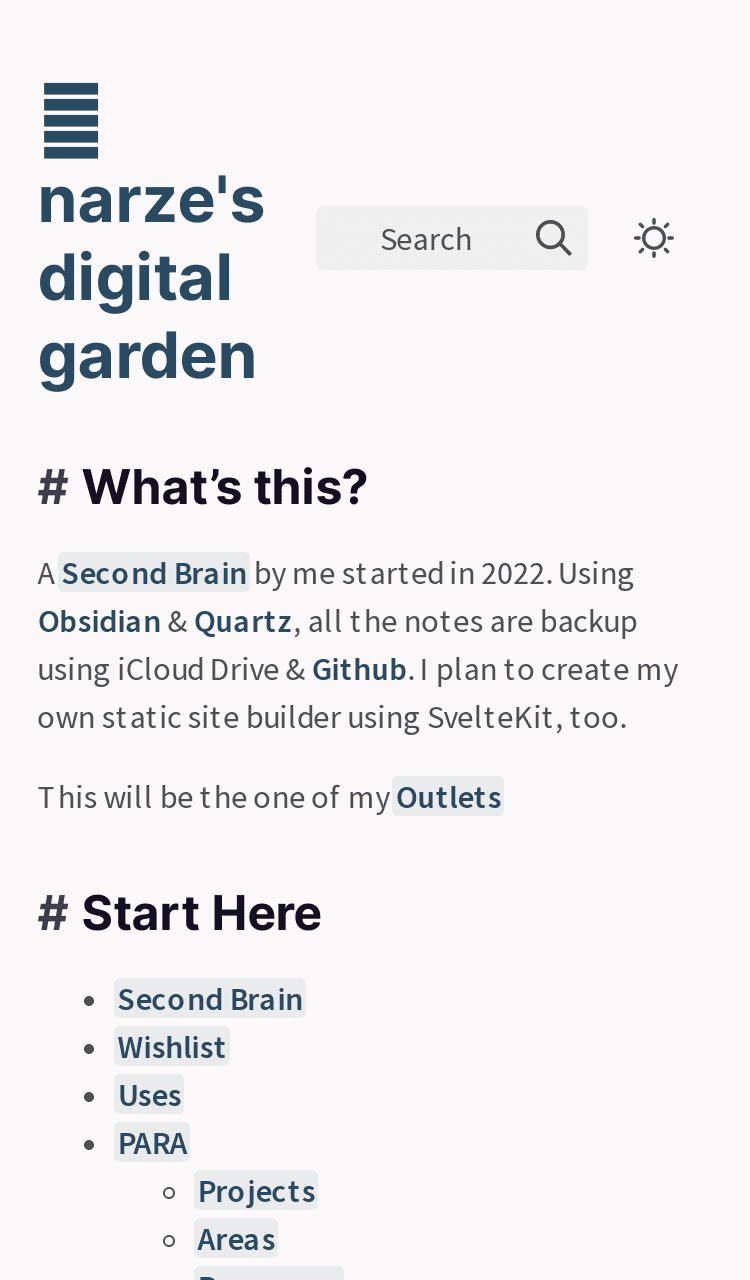 narze's
digital
garden
Search
# What’s this?
A Second Brain by me started in 2022. Using
Obsidian & Quartz, all the notes are backup
using iCloud Drive & Github. I plan to create my
own static site builder using SvelteKit, too.
This will be the one of my Outlets
# Start Here
Second Brain
Wishlist
Uses
PARA
Projects
Areas